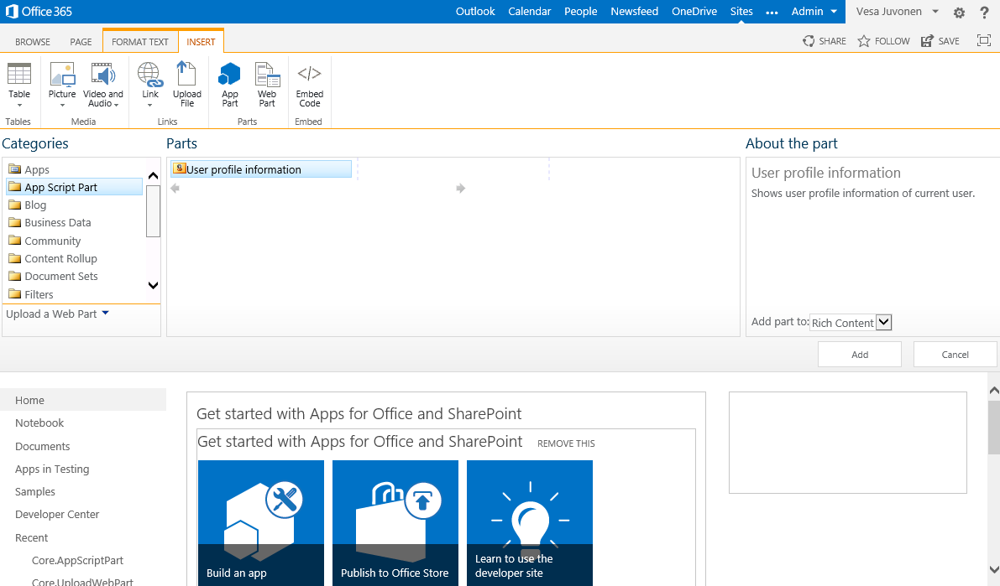 Office 365
Outlook Calendar People Newsfeed OneDrive Sites ••• Admin Vesa Juvonen ?
BROWSE PAGE FORMAT TEXT INSERT SHARE FOLLOW SAVE
Table
Picture
Video and
Audio
Link
Upload
File
App
Part
Web
Part
</>
Embed
Code
Tables Media Links Parts Embed
Categories
Apps
App Script Part
Blog
Business Data
Community
Content Rollup
Document Sets
Filters
Upload a Web Part
Parts
User profile information
About the part
User profile information
Shows user profile information of current user.
Add part to: Rich Content
Add Cancel
Home
Notebook
Documents
Apps in Testing
Samples
Developer Center
Recent
Core.AppScriptPart
Core.UploadWebPart
Get started with Apps for Office and SharePoint
Get started with Apps for Office and SharePoint REMOVE THIS
Build an app
Publish to Office Store
Learn to use the
developer site